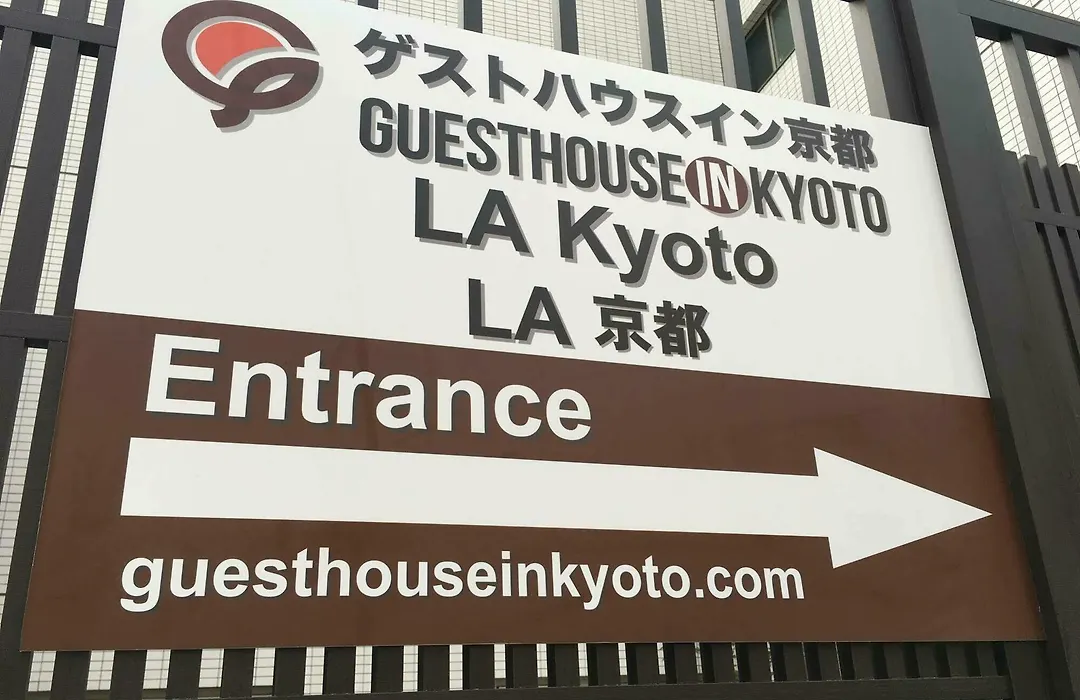 ゲストハウスイン京都
GUESTHOUSE IN KYOTO
LA Kyoto
LA 京都
Entrance
guesthouseinkyoto.com